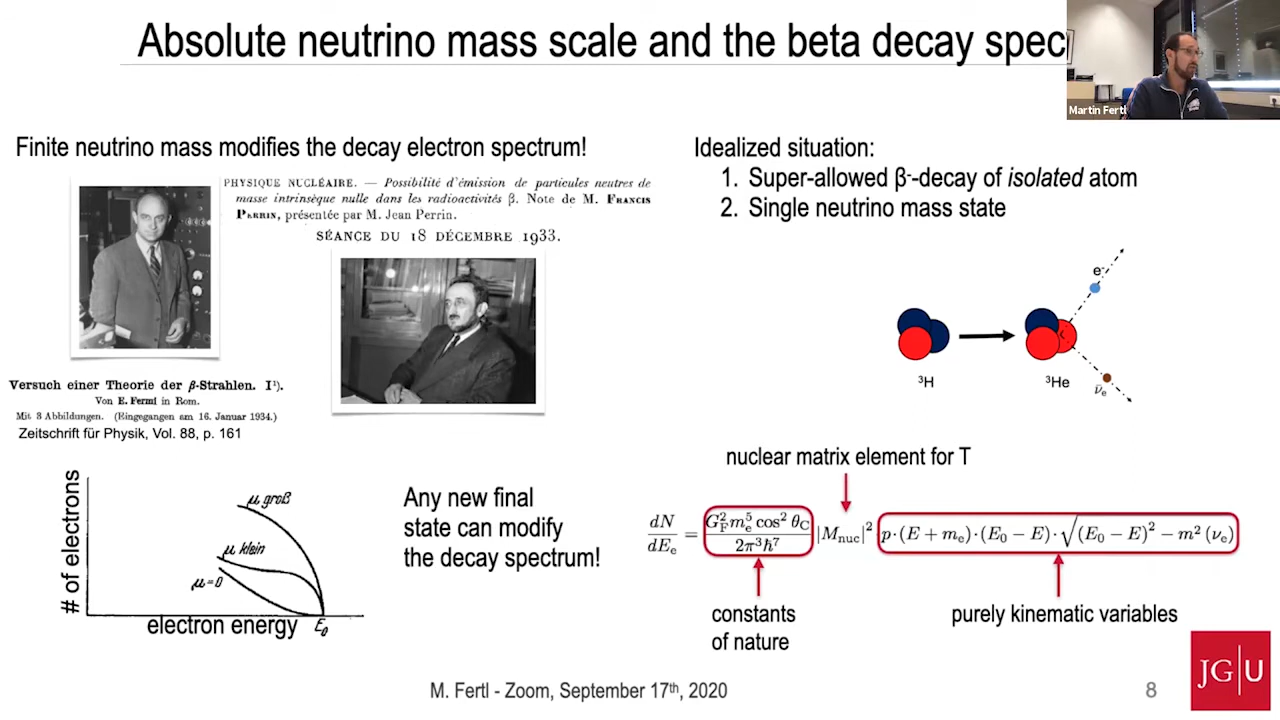 Absolute neutrino mass scale and the beta decay spec
Martin Fertl
Finite neutrino mass modifies the decay electron spectrum!
PHYSIQUE NUCLÉAIRE. — Possibilité d'émission de particules neutres de
masse intrinsèque nulle dans les radioactivités β. Note de M. FRANCIS
PERRIN, présentée par M. Jean Perrin.
SÉANCE DU 18 DÉCEMBRE 1933.
Versuch einer Theorie der β-Strahlen. I¹).
Von E. Fermi in Rom.
Mit 3 Abbildungen. (Eingegangen am 16. Januar 1934.)
Zeitschrift für Physik, Vol. 88, p. 161
# of electrons
μ groß
μ klein
μ=0
electron energy E₀
Any new final
state can modify
the decay spectrum!
Idealized situation:
1. Super-allowed β⁻-decay of isolated atom
2. Single neutrino mass state
e⁻
³H
³He
ν̄ₑ
nuclear matrix element for T
dN/dEₑ = G_F² mₑ⁵ cos² θ_C / 2π³ħ⁷ |M_nuc|² p·(E + mₑ)·(E₀ − E)·√((E₀ − E)² − m²(νₑ))
constants
of nature
purely kinematic variables
M. Fertl - Zoom, September 17th, 2020
8
JG|U